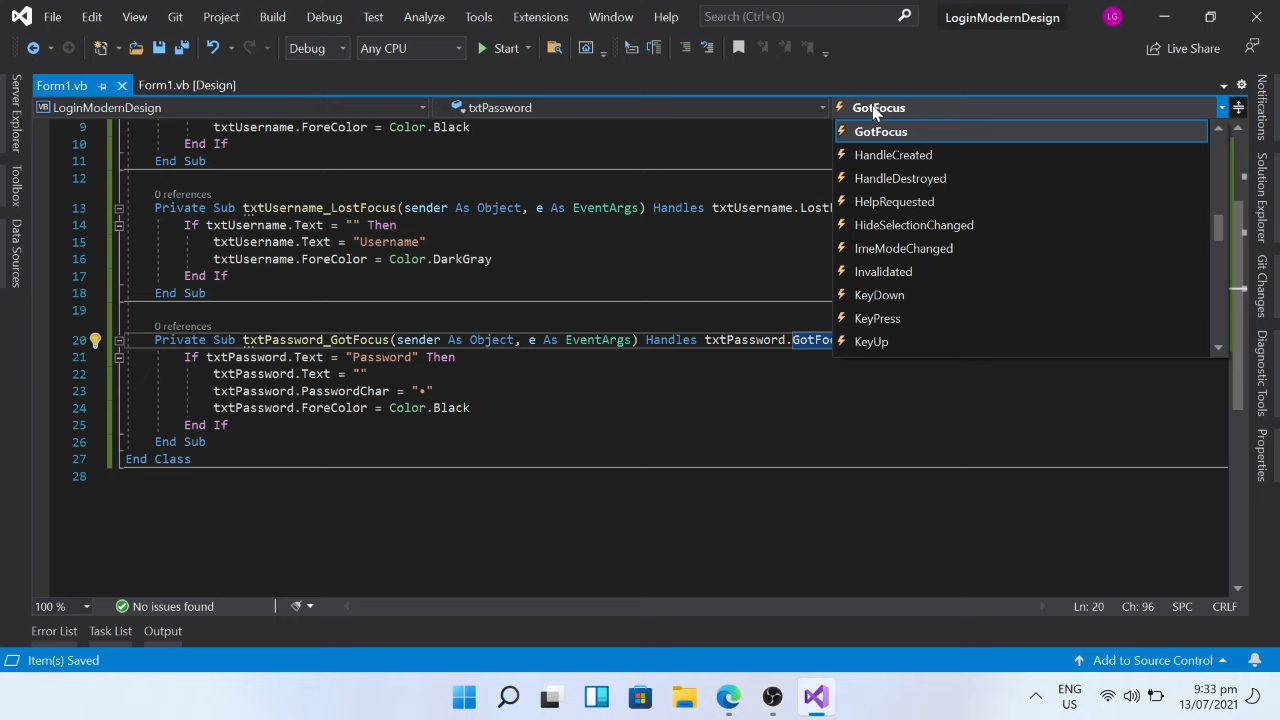 File Edit View Git Project Build Debug Test Analyze Tools Extensions Window Help Search (Ctrl+Q) LoginModernDesign LG
Debug Any CPU Start Live Share
Form1.vb Form1.vb [Design]
VB LoginModernDesign txtPassword GotFocus
9 txtUsername.ForeColor = Color.Black
10 End If
11 End Sub
12
0 references
13 Private Sub txtUsername_LostFocus(sender As Object, e As EventArgs) Handles txtUsername.LostF
14 If txtUsername.Text = "" Then
15 txtUsername.Text = "Username"
16 txtUsername.ForeColor = Color.DarkGray
17 End If
18 End Sub
19
0 references
20 Private Sub txtPassword_GotFocus(sender As Object, e As EventArgs) Handles txtPassword.GotFoc
21 If txtPassword.Text = "Password" Then
22 txtPassword.Text = ""
23 txtPassword.PasswordChar = "•"
24 txtPassword.ForeColor = Color.Black
25 End If
26 End Sub
27 End Class
28
GotFocus
HandleCreated
HandleDestroyed
HelpRequested
HideSelectionChanged
ImeModeChanged
Invalidated
KeyDown
KeyPress
KeyUp
Server Explorer
Toolbox
Data Sources
Notifications
Solution Explorer
Git Changes
Diagnostic Tools
Properties
100 % No issues found Ln: 20 Ch: 96 SPC CRLF
Error List Task List Output
Item(s) Saved Add to Source Control
ENG
US
9:33 pm
13/07/2021